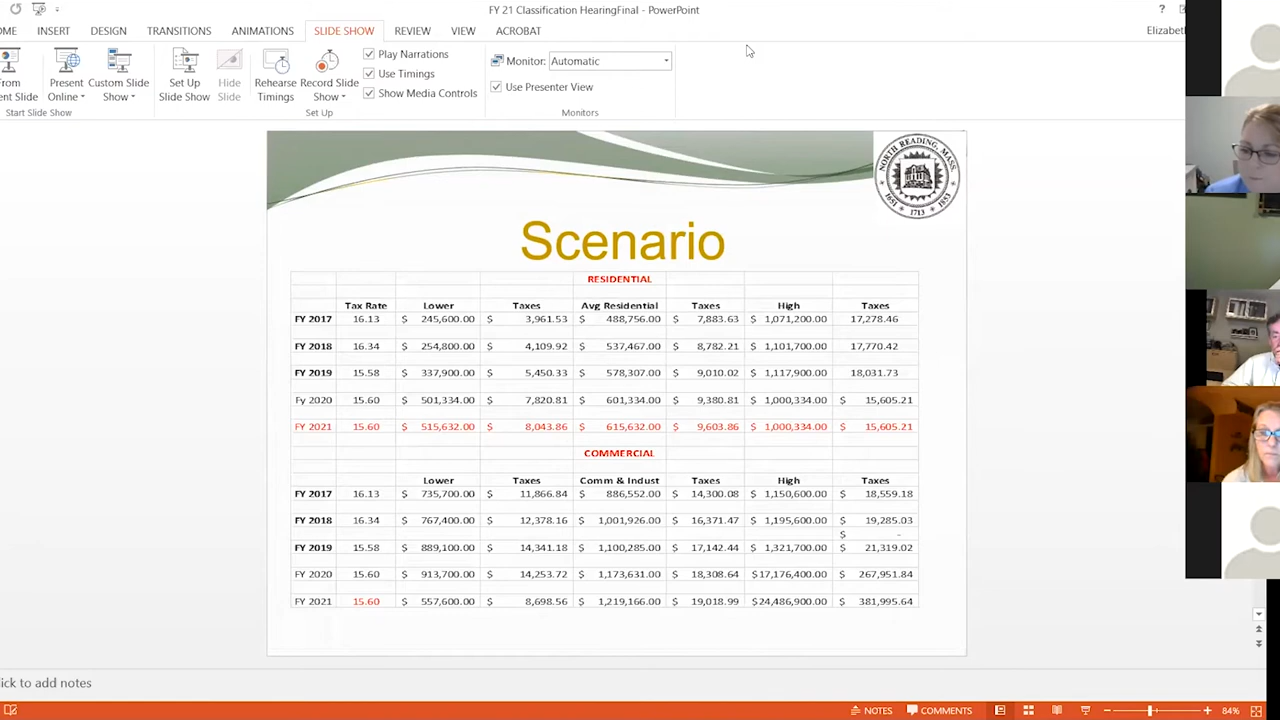 FY 21 Classification HearingFinal - PowerPoint ?
OME INSERT DESIGN TRANSITIONS ANIMATIONS SLIDE SHOW REVIEW VIEW ACROBAT Elizabeth
From Present Custom Slide Set Up Hide Rehearse Record Slide
nt Slide Online Show Slide Show Slide Timings Show
Play Narrations
Use Timings
Show Media Controls
Monitor: Automatic
Use Presenter View
Start Slide Show Set Up Monitors
NORTH READING, MASS.
1651 1713 1853
Scenario
RESIDENTIAL
Tax Rate Lower Taxes Avg Residential Taxes High Taxes
FY 2017 16.13 $ 245,600.00 $ 3,961.53 $ 488,756.00 $ 7,883.63 $ 1,071,200.00 17,278.46
FY 2018 16.34 $ 254,800.00 $ 4,109.92 $ 537,467.00 $ 8,782.21 $ 1,101,700.00 17,770.42
FY 2019 15.58 $ 337,900.00 $ 5,450.33 $ 578,307.00 $ 9,010.02 $ 1,117,900.00 18,031.73
Fy 2020 15.60 $ 501,334.00 $ 7,820.81 $ 601,334.00 $ 9,380.81 $ 1,000,334.00 $ 15,605.21
FY 2021 15.60 $ 515,632.00 $ 8,043.86 $ 615,632.00 $ 9,603.86 $ 1,000,334.00 $ 15,605.21
COMMERCIAL
Lower Taxes Comm & Indust Taxes High Taxes
FY 2017 16.13 $ 735,700.00 $ 11,866.84 $ 886,552.00 $ 14,300.08 $ 1,150,600.00 $ 18,559.18
FY 2018 16.34 $ 767,400.00 $ 12,378.16 $ 1,001,926.00 $ 16,371.47 $ 1,195,600.00 $ 19,285.03
$ -
FY 2019 15.58 $ 889,100.00 $ 14,341.18 $ 1,100,285.00 $ 17,142.44 $ 1,321,700.00 $ 21,319.02
FY 2020 15.60 $ 913,700.00 $ 14,253.72 $ 1,173,631.00 $ 18,308.64 $17,176,400.00 $ 267,951.84
FY 2021 15.60 $ 557,600.00 $ 8,698.56 $ 1,219,166.00 $ 19,018.99 $24,486,900.00 $ 381,995.64
lick to add notes
NOTES COMMENTS 84%